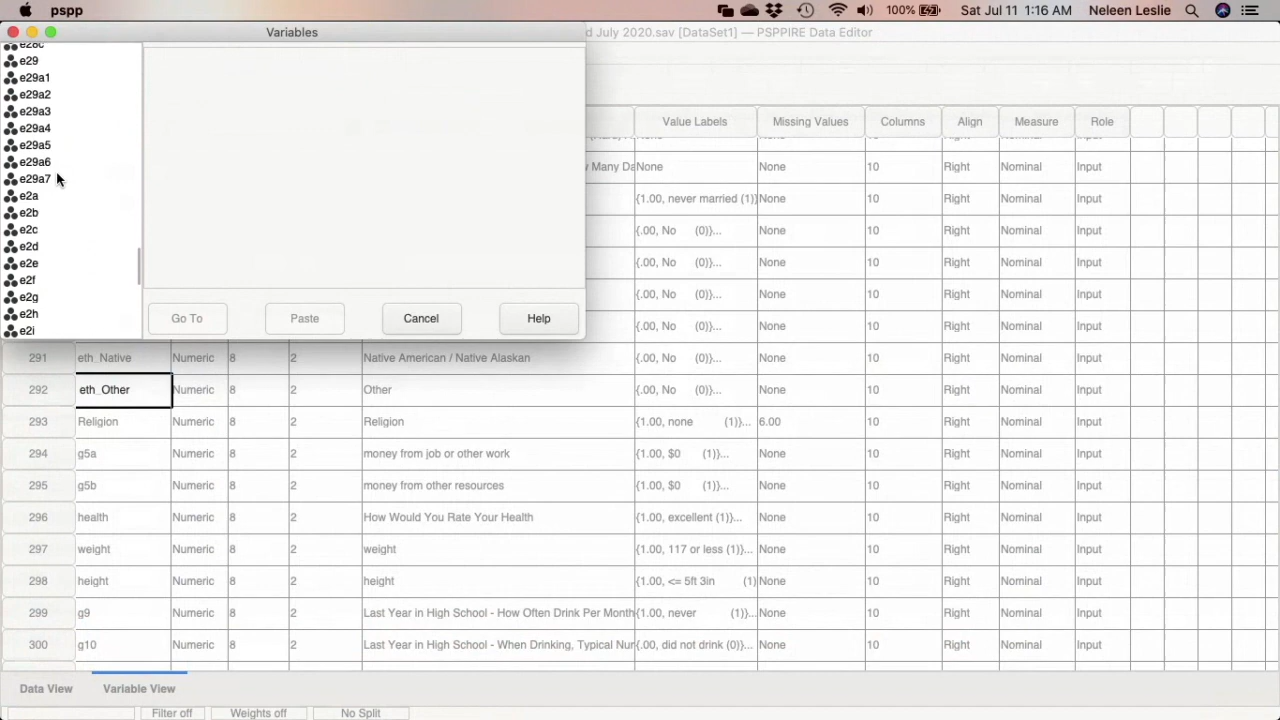 pspp 100% Sat Jul 11 1:16 AM Neleen Leslie
Variables
d July 2020.sav [DataSet1] — PSPPIRE Data Editor
e28c
e29
e29a1
e29a2
e29a3
e29a4
e29a5
e29a6
e29a7
e2a
e2b
e2c
e2d
e2e
e2f
e2g
e2h
e2i
Go To Paste Cancel Help
Value Labels Missing Values Columns Align Measure Role
Many Da None None 10 Right Nominal Input
{1.00, never married (1)} None 10 Right Nominal Input
{.00, No (0)}... None 10 Right Nominal Input
{.00, No (0)}... None 10 Right Nominal Input
{.00, No (0)}... None 10 Right Nominal Input
{.00, No (0)}... None 10 Right Nominal Input
291 eth_Native Numeric 8 2 Native American / Native Alaskan {.00, No (0)}... None 10 Right Nominal Input
292 eth_Other Numeric 8 2 Other {.00, No (0)}... None 10 Right Nominal Input
293 Religion Numeric 8 2 Religion {1.00, none (1)}... 6.00 10 Right Nominal Input
294 g5a Numeric 8 2 money from job or other work {1.00, $0 (1)}... None 10 Right Nominal Input
295 g5b Numeric 8 2 money from other resources {1.00, $0 (1)}... None 10 Right Nominal Input
296 health Numeric 8 2 How Would You Rate Your Health {1.00, excellent (1)}... None 10 Right Nominal Input
297 weight Numeric 8 2 weight {1.00, 117 or less (1)}... None 10 Right Nominal Input
298 height Numeric 8 2 height {1.00, <= 5ft 3in (1) None 10 Right Nominal Input
299 g9 Numeric 8 2 Last Year in High School - How Often Drink Per Month {1.00, never (1)}... None 10 Right Nominal Input
300 g10 Numeric 8 2 Last Year in High School - When Drinking, Typical Nur {.00, did not drink (0)}... None 10 Right Nominal Input
Data View Variable View
Filter off Weights off No Split